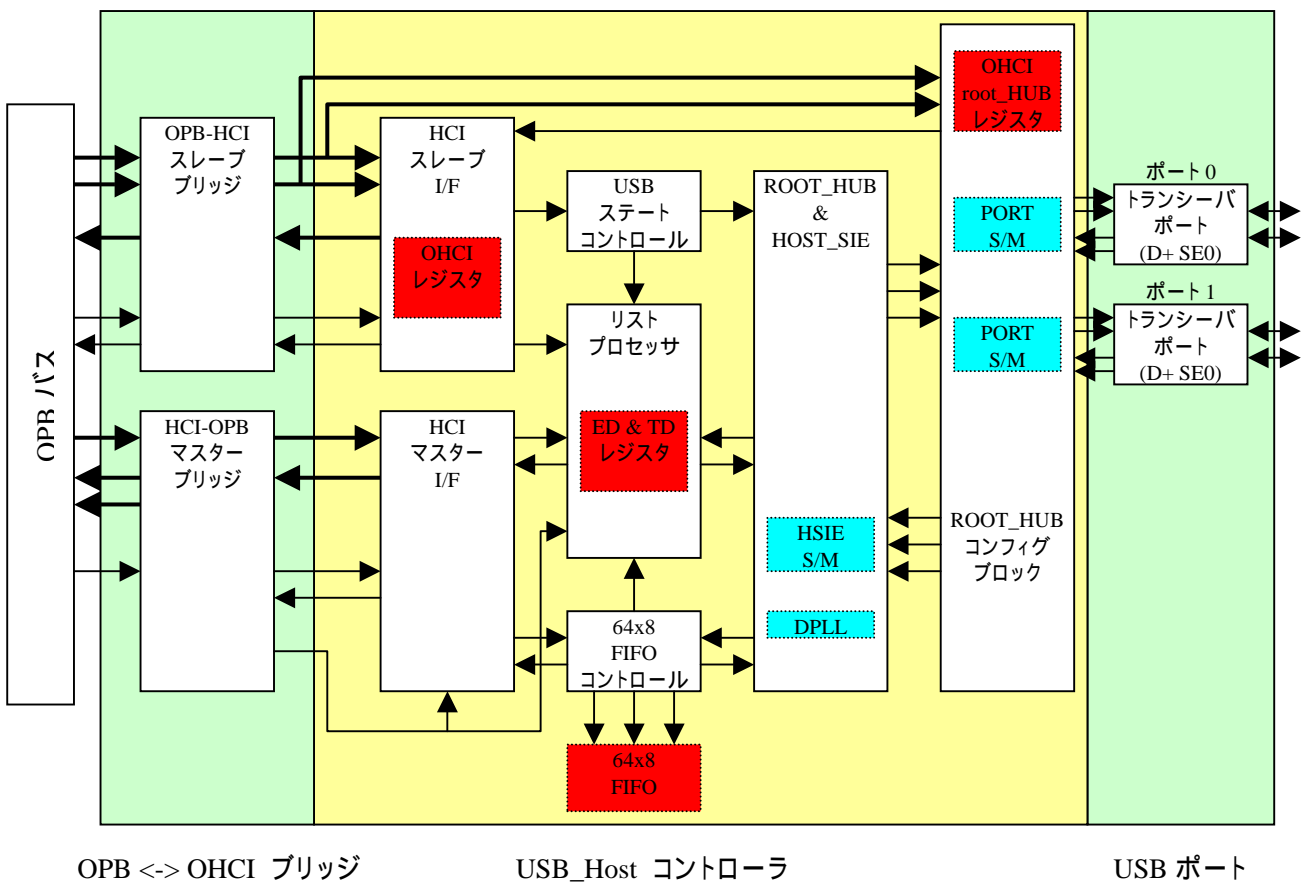 OPB バス
OPB-HCI
スレーブ
ブリッジ
HCI-OPB
マスター
ブリッジ
HCI
スレーブ
I/F
OHCI
レジスタ
HCI
マスター
I/F
USB
ステート
コントロール
リスト
プロセッサ
ED & TD
レジスタ
64x8
FIFO
コントロール
64x8
FIFO
ROOT_HUB
&
HOST_SIE
HSIE
S/M
DPLL
OHCI
root_HUB
レジスタ
PORT
S/M
PORT
S/M
ROOT_HUB
コンフィグ
ブロック
ポート 0
トランシーバ
ポート
(D+ SE0)
ポート 1
トランシーバ
ポート
(D+ SE0)
OPB <-> OHCI ブリッジ
USB_Host コントローラ
USB ポート